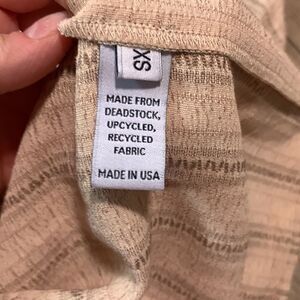 XS
MADE FROM
DEADSTOCK,
UPCYCLED,
RECYCLED
FABRIC
MADE IN USA